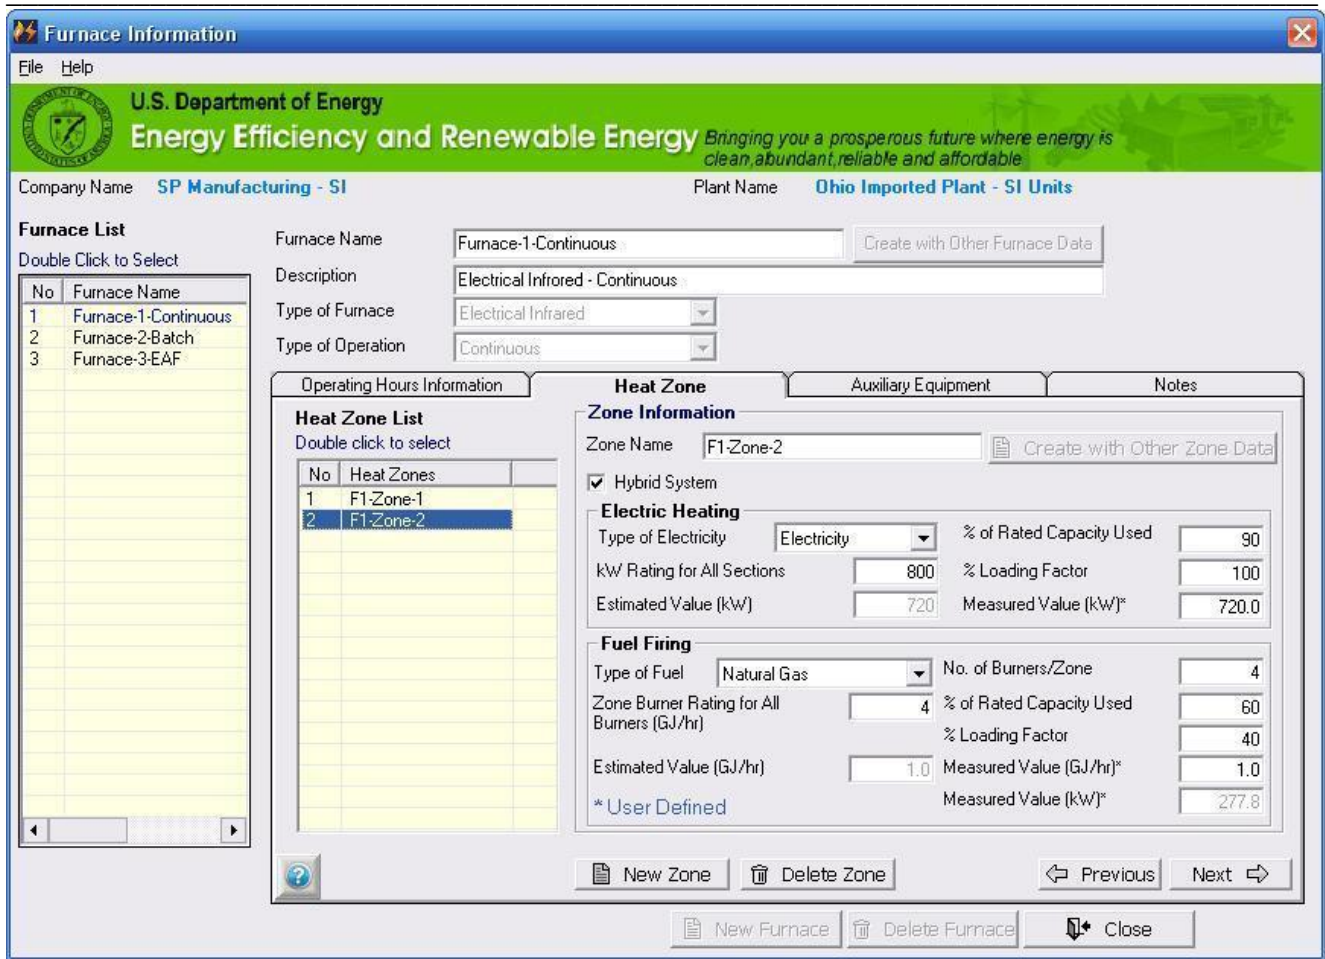 Furnace Information
File Help
U.S. Department of Energy
Energy Efficiency and Renewable Energy
Bringing you a prosperous future where energy is
clean,abundant,reliable and affordable
Company Name SP Manufacturing - SI Plant Name Ohio Imported Plant - SI Units
Furnace List
Double Click to Select
No Furnace Name
1 Furnace-1-Continuous
2 Furnace-2-Batch
3 Furnace-3-EAF
Furnace Name Furnace-1-Continuous Create with Other Furnace Data
Description Electrical Infrored - Continuous
Type of Furnace Electrical Infrared
Type of Operation Continuous
Operating Hours Information Heat Zone Auxiliary Equipment Notes
Heat Zone List
Double click to select
No Heat Zones
1 F1-Zone-1
2 F1-Zone-2
Zone Information
Zone Name F1-Zone-2 Create with Other Zone Data
Hybrid System
Electric Heating
Type of Electricity Electricity % of Rated Capacity Used 90
kW Rating for All Sections 800 % Loading Factor 100
Estimated Value (kW) 720 Measured Value (kW)* 720.0
Fuel Firing
Type of Fuel Natural Gas No. of Burners/Zone 4
Zone Burner Rating for All
Burners (GJ/hr) 4 % of Rated Capacity Used 60
% Loading Factor 40
Estimated Value (GJ/hr) 1.0 Measured Value (GJ/hr)* 1.0
* User Defined Measured Value (kW)* 277.8
New Zone Delete Zone Previous Next
New Furnace Delete Furnace Close